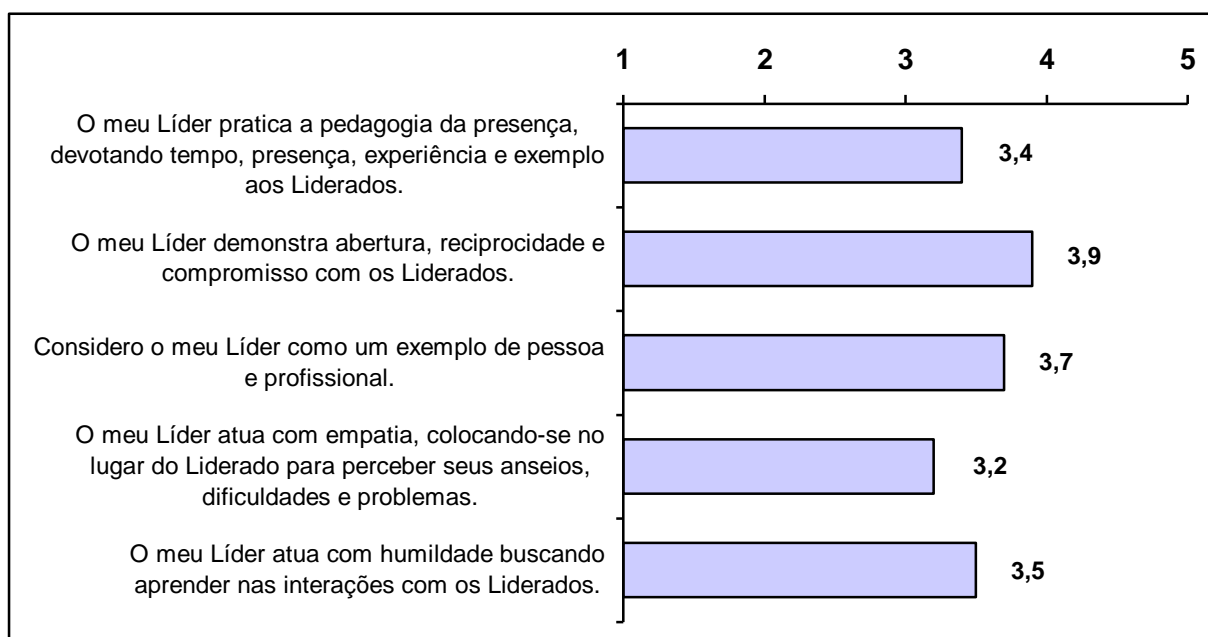 1 2 3 4 5
O meu Líder pratica a pedagogia da presença,
devotando tempo, presença, experiência e exemplo
aos Liderados.
3,4
O meu Líder demonstra abertura, reciprocidade e
compromisso com os Liderados.
3,9
Considero o meu Líder como um exemplo de pessoa
e profissional.
3,7
O meu Líder atua com empatia, colocando-se no
lugar do Liderado para perceber seus anseios,
dificuldades e problemas.
3,2
O meu Líder atua com humildade buscando
aprender nas interações com os Liderados.
3,5